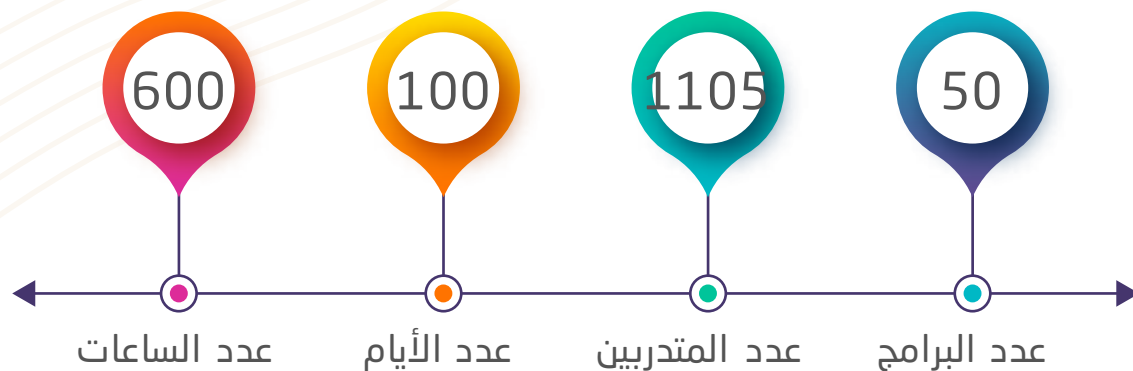 50
1105
100
600
عدد البرامج
عدد المتدربين
عدد الأيام
عدد الساعات